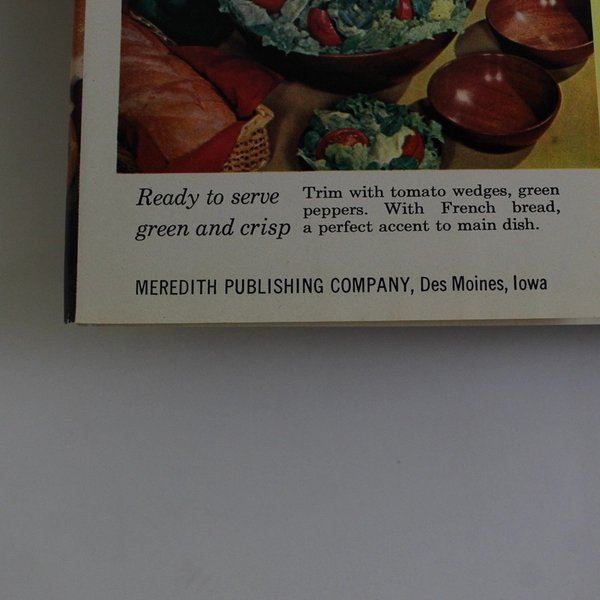 Ready to serve
green and crisp
Trim with tomato wedges, green
peppers. With French bread,
a perfect accent to main dish.
MEREDITH PUBLISHING COMPANY, Des Moines, Iowa